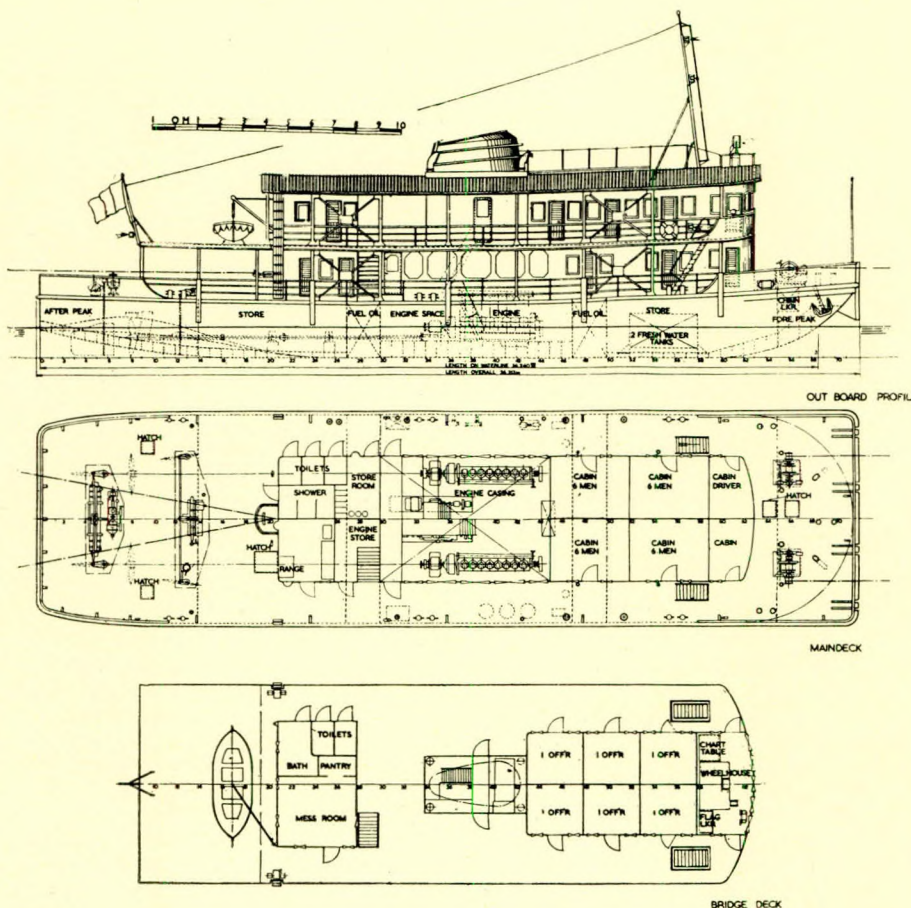 1 0M 1 2 3 4 5 6 7 8 9 10
AFTER PEAK
STORE
FUEL OIL
ENGINE SPACE
ENGINE
FUEL OIL
STORE
2 FRESH WATER
TANKS
CHAIN
LKR.
FORE PEAK
LENGTH ON WATERLINE
LENGTH OVERALL
OUT BOARD PROFIL
HATCH
TOILETS
SHOWER
STORE
ROOM
ENGINE CASING
CABIN
6 MEN
CABIN
6 MEN
CABIN
DRIVER
HATCH
HATCH
HATCH
RANGE
ENGINE
STORE
CABIN
6 MEN
CABIN
6 MEN
CABIN
MAINDECK
TOILETS
BATH
PANTRY
MESS ROOM
1 OFF'R
1 OFF'R
1 OFF'R
1 OFF'R
1 OFF'R
1 OFF'R
CHART
TABLE
WHEELHOUSE
FLAG
LKR
BRIDGE DECK